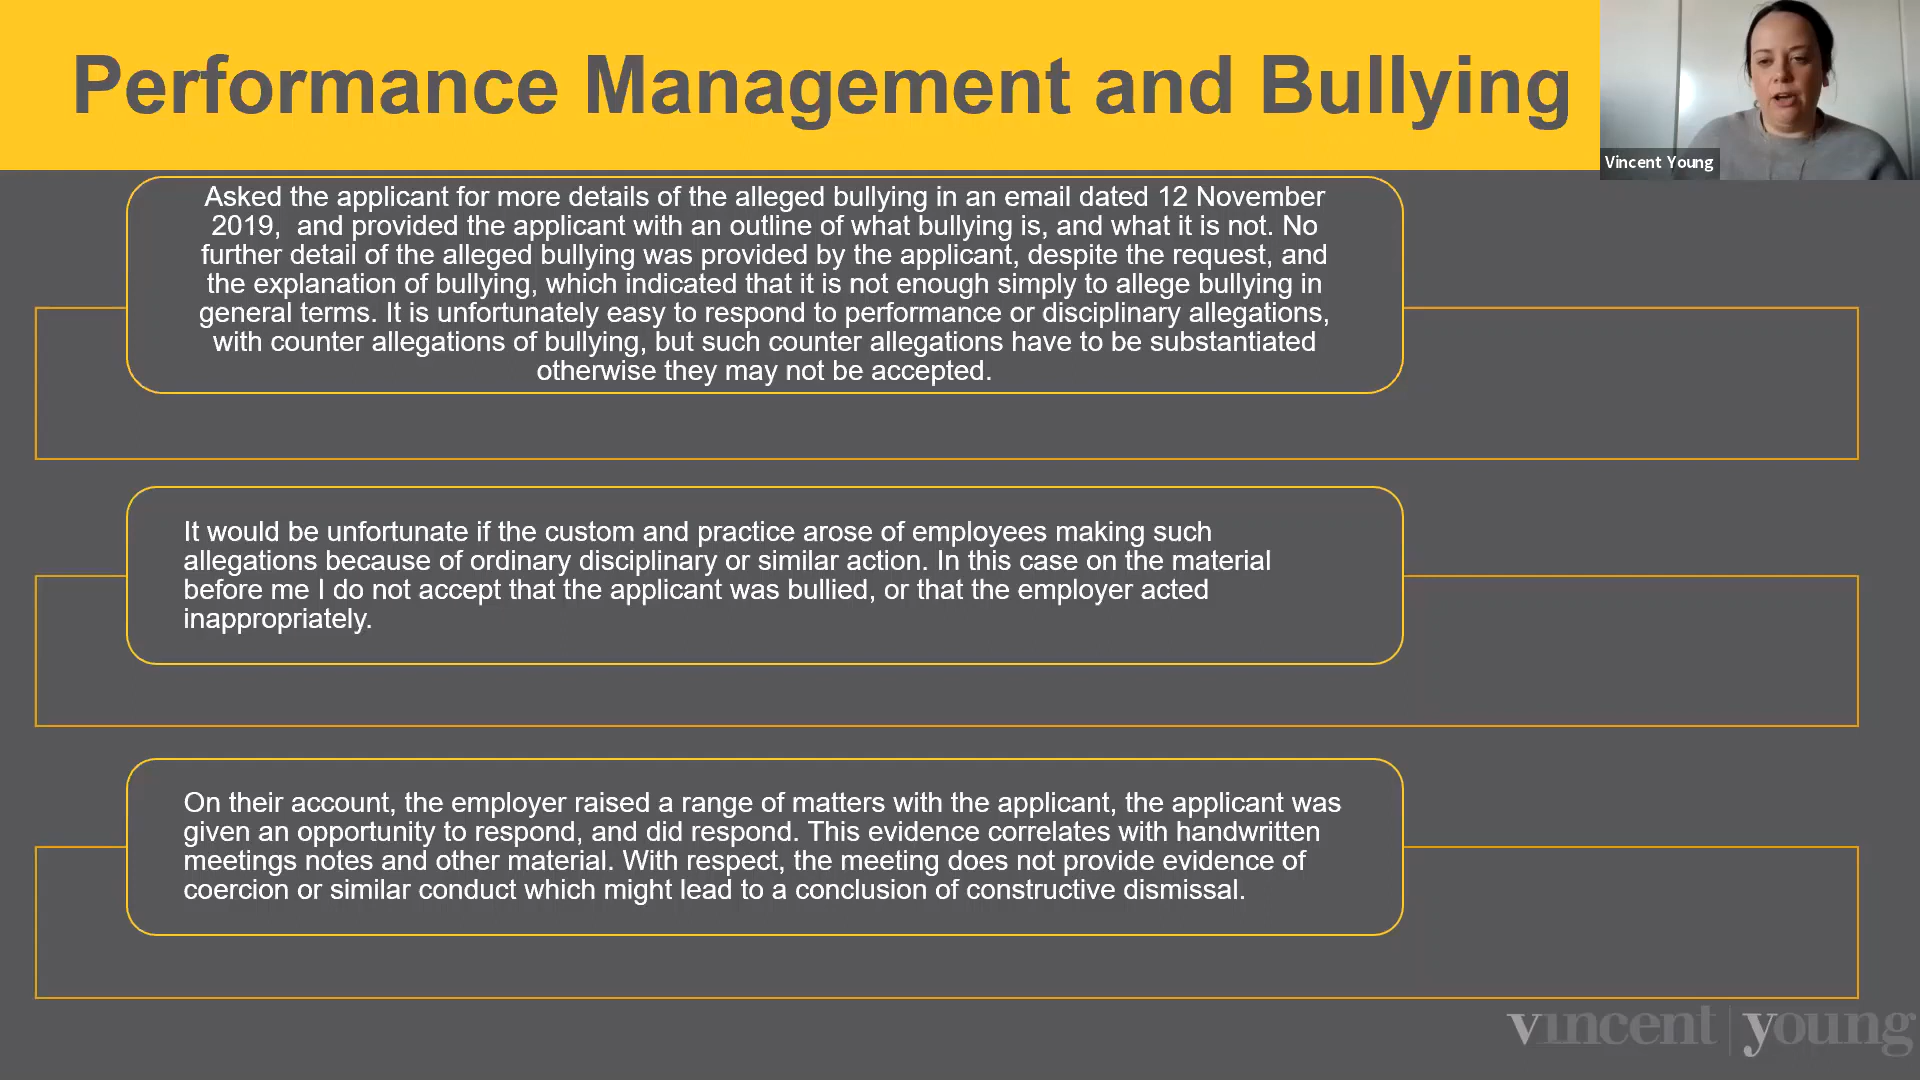 Performance Management and Bullying
Vincent Young
Asked the applicant for more details of the alleged bullying in an email dated 12 November
2019,  and provided the applicant with an outline of what bullying is, and what it is not. No
further detail of the alleged bullying was provided by the applicant, despite the request, and
the explanation of bullying, which indicated that it is not enough simply to allege bullying in
general terms. It is unfortunately easy to respond to performance or disciplinary allegations,
with counter allegations of bullying, but such counter allegations have to be substantiated
otherwise they may not be accepted.
It would be unfortunate if the custom and practice arose of employees making such
allegations because of ordinary disciplinary or similar action. In this case on the material
before me I do not accept that the applicant was bullied, or that the employer acted
inappropriately.
On their account, the employer raised a range of matters with the applicant, the applicant was
given an opportunity to respond, and did respond. This evidence correlates with handwritten
meetings notes and other material. With respect, the meeting does not provide evidence of
coercion or similar conduct which might lead to a conclusion of constructive dismissal.
vincent | young